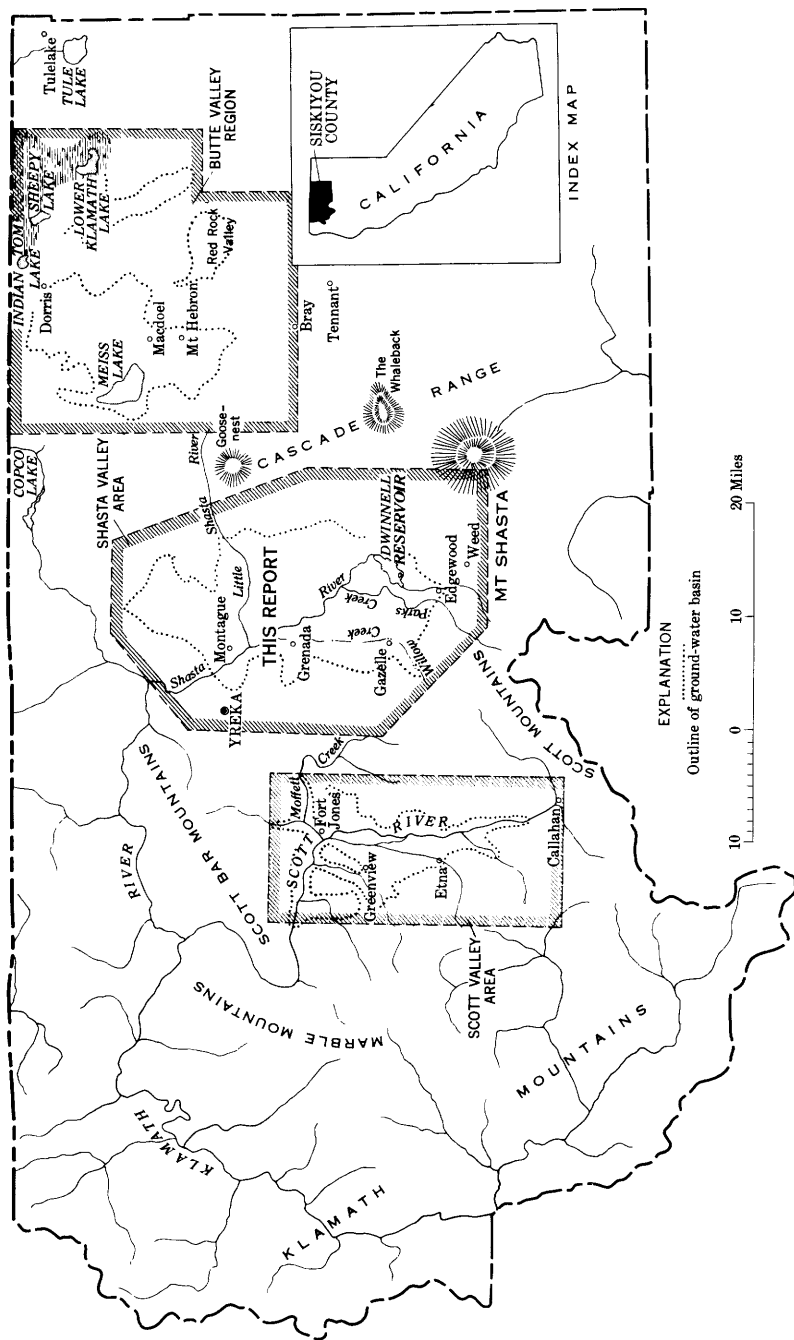 COPCO
LAKE
INDIAN TOM
LAKE
SHEEPY
LAKE
LOWER
KLAMATH
LAKE
Tulelake
TULE
LAKE
Dorris
MEISS
LAKE
Macdoel
Mt Hebron
Red Rock
Valley
BUTTE VALLEY
REGION
Bray
Tennant
SHASTA VALLEY
AREA
Goose-
nest
CASCADE RANGE
The
Whaleback
Little Shasta River
Shasta River
Montague
YREKA
THIS REPORT
Grenada
Gazelle
Willow Creek
Parks Creek
DWINNELL
RESERVOIR
Edgewood
Weed
MT SHASTA
SCOTT MOUNTAINS
KLAMATH RIVER
SCOTT BAR MOUNTAINS
MARBLE MOUNTAINS
Moffett Creek
SCOTT RIVER
Fort
Jones
Greenview
Etna
Callahan
SCOTT VALLEY
AREA
KLAMATH MOUNTAINS
SISKIYOU
COUNTY
CALIFORNIA
INDEX MAP
EXPLANATION
Outline of ground-water basin
10 0 10 20 Miles